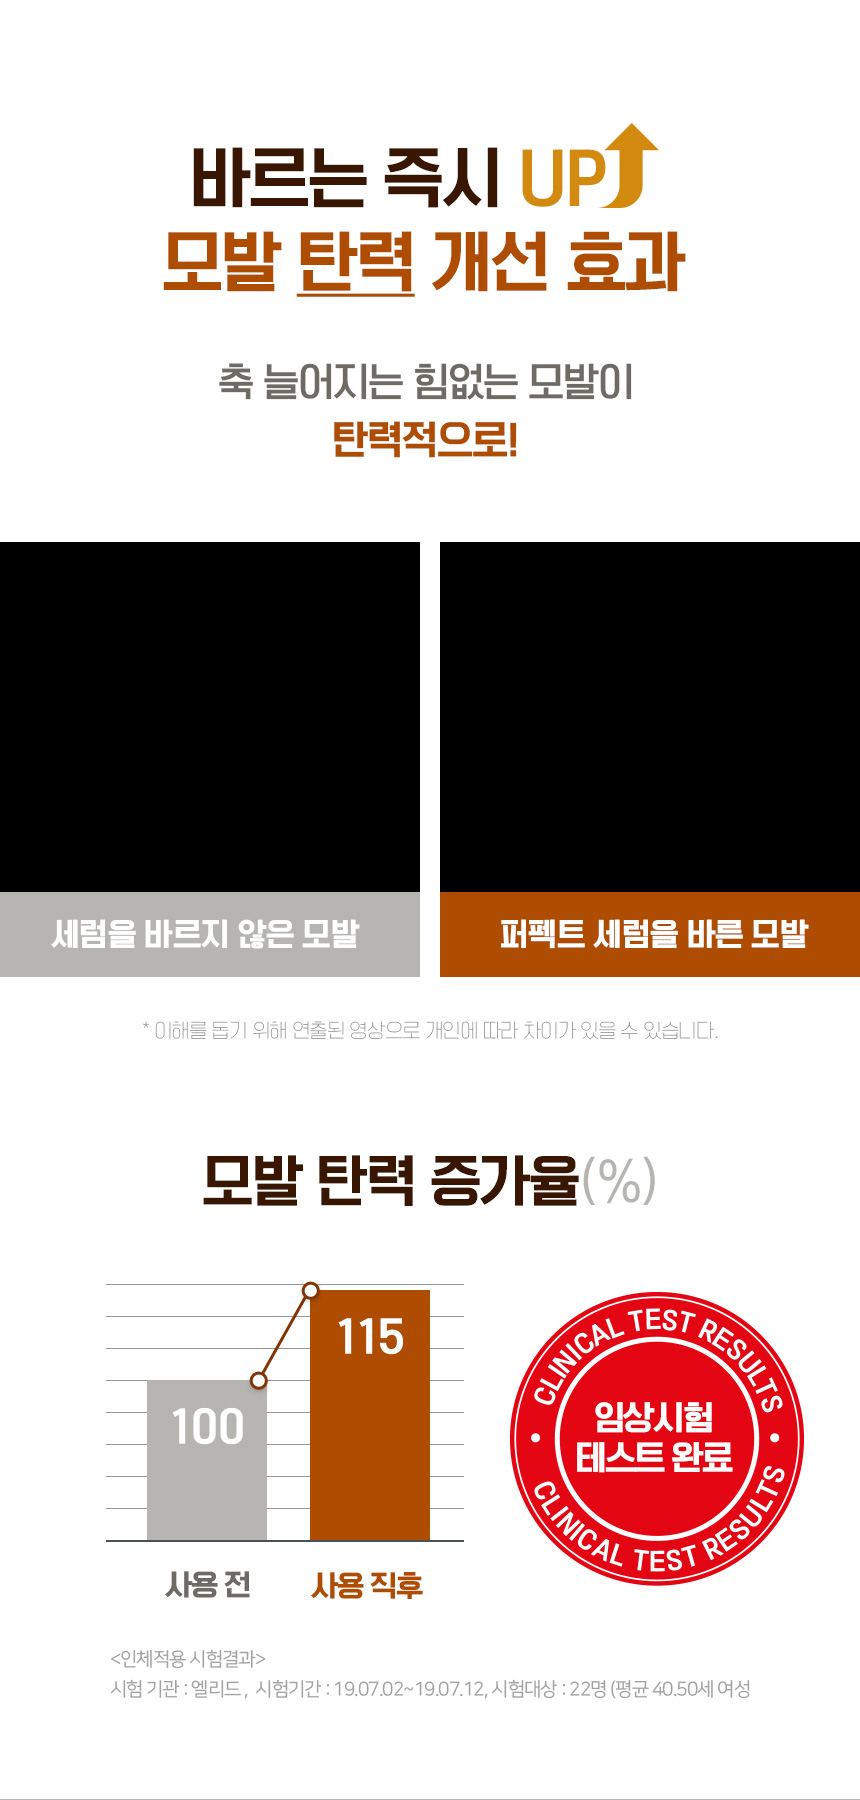 바르는 즉시 UP
모발 탄력 개선 효과
축 늘어지는 힘없는 모발이
탄력적으로!
세럼을 바르지 않은 모발
퍼펙트 세럼을 바른 모발
* 이해를 돕기 위해 연출된 영상으로 개인에 따라 차이가 있을 수 있습니다.
모발 탄력 증가율(%)
100
115
사용 전
사용 직후
CLINICAL TEST RESULTS
임상시험
테스트 완료
CLINICAL TEST RESULTS
<인체적용 시험결과>
시험 기관 : 엘리드 , 시험기간 : 19.07.02~19.07.12, 시험대상 : 22명 (평균 40.50세 여성